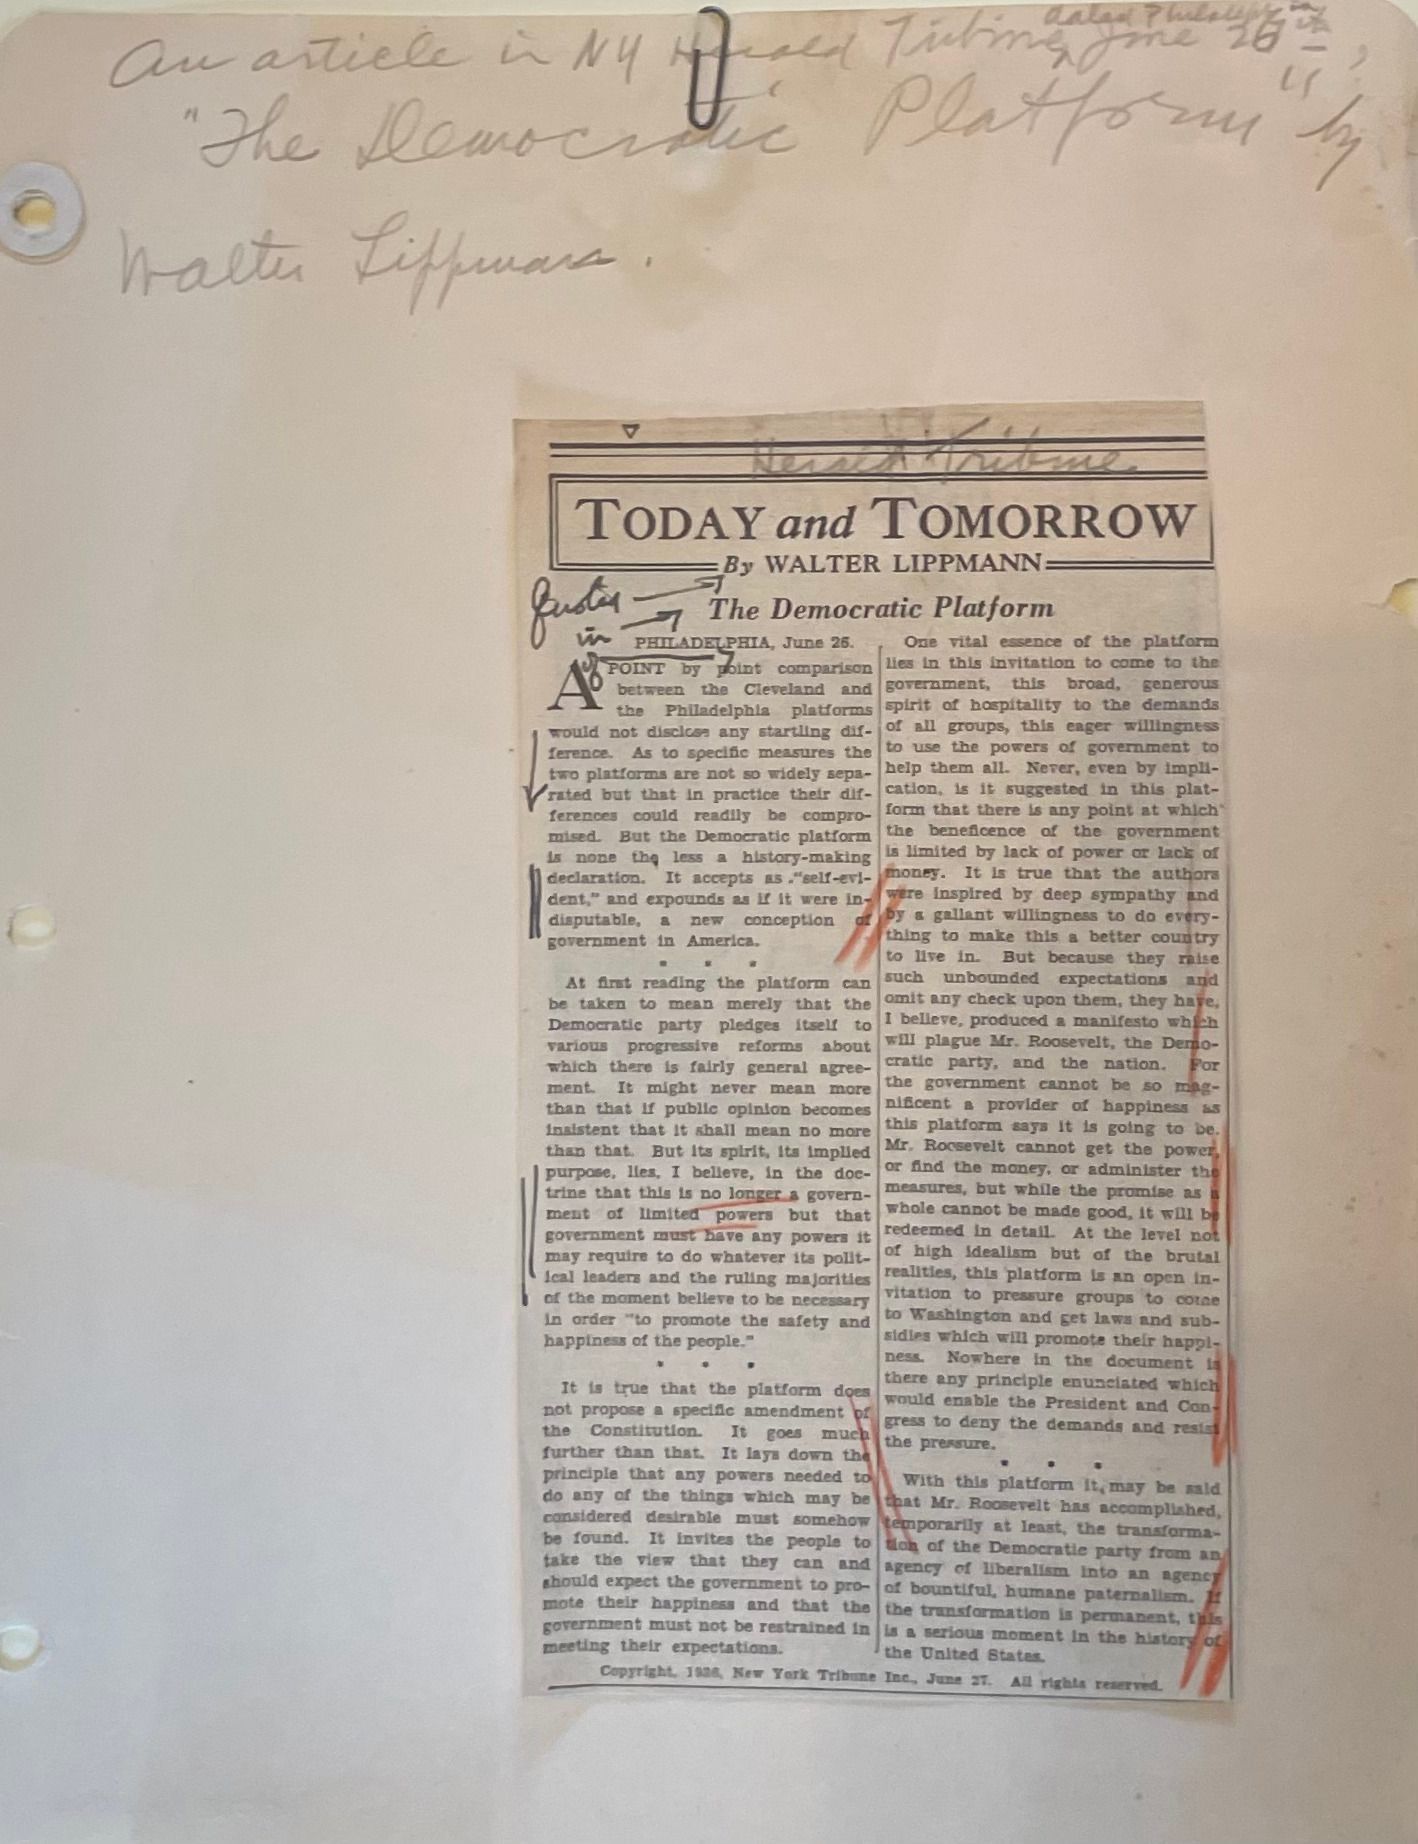 An article in NY Herald Tribune, dated Philadelphia June 26th,
"The Democratic Platform" by
Walter Lippmann.
Herald Tribune
TODAY and TOMORROW
By WALTER LIPPMANN
Quotes
The Democratic Platform
in
PHILADELPHIA, June 26.
A POINT by point comparison
between the Cleveland and
the Philadelphia platforms
would not disclose any startling dif-
ference. As to specific measures the
two platforms are not so widely sepa-
rated but that in practice their dif-
ferences could readily be compro-
mised. But the Democratic platform
is none the less a history-making
declaration. It accepts as "self-evi-
dent," and expounds as if it were in-
disputable, a new conception of
government in America.
• • •
At first reading the platform can
be taken to mean merely that the
Democratic party pledges itself to
various progressive reforms about
which there is fairly general agree-
ment. It might never mean more
than that if public opinion becomes
insistent that it shall mean no more
than that. But its spirit, its implied
purpose, lies, I believe, in the doc-
trine that this is no longer a govern-
ment of limited powers but that
government must have any powers it
may require to do whatever its polit-
ical leaders and the ruling majorities
of the moment believe to be necessary
in order "to promote the safety and
happiness of the people."
• • •
It is true that the platform does
not propose a specific amendment of
the Constitution. It goes much
further than that. It lays down the
principle that any powers needed to
do any of the things which may be
considered desirable must somehow
be found. It invites the people to
take the view that they can and
should expect the government to pro-
mote their happiness and that the
government must not be restrained in
meeting their expectations.
One vital essence of the platform
lies in this invitation to come to the
government, this broad, generous
spirit of hospitality to the demands
of all groups, this eager willingness
to use the powers of government to
help them all. Never, even by impli-
cation, is it suggested in this plat-
form that there is any point at which
the beneficence of the government
is limited by lack of power or lack of
money. It is true that the authors
were inspired by deep sympathy and
by a gallant willingness to do every-
thing to make this a better country
to live in. But because they raise
such unbounded expectations and
omit any check upon them, they have,
I believe, produced a manifesto which
will plague Mr. Roosevelt, the Demo-
cratic party, and the nation. For
the government cannot be so mag-
nificent a provider of happiness as
this platform says it is going to be.
Mr. Roosevelt cannot get the power,
or find the money, or administer the
measures, but while the promise as a
whole cannot be made good, it will be
redeemed in detail. At the level not
of high idealism but of the brutal
realities, this platform is an open in-
vitation to pressure groups to come
to Washington and get laws and sub-
sidies which will promote their happi-
ness. Nowhere in the document is
there any principle enunciated which
would enable the President and Con-
gress to deny the demands and resist
the pressure.
• • •
With this platform it may be said
that Mr. Roosevelt has accomplished,
temporarily at least, the transforma-
tion of the Democratic party from an
agency of liberalism into an agency
of bountiful, humane paternalism. If
the transformation is permanent, this
is a serious moment in the history of
the United States.
Copyright, 1936, New York Tribune Inc., June 27. All rights reserved.